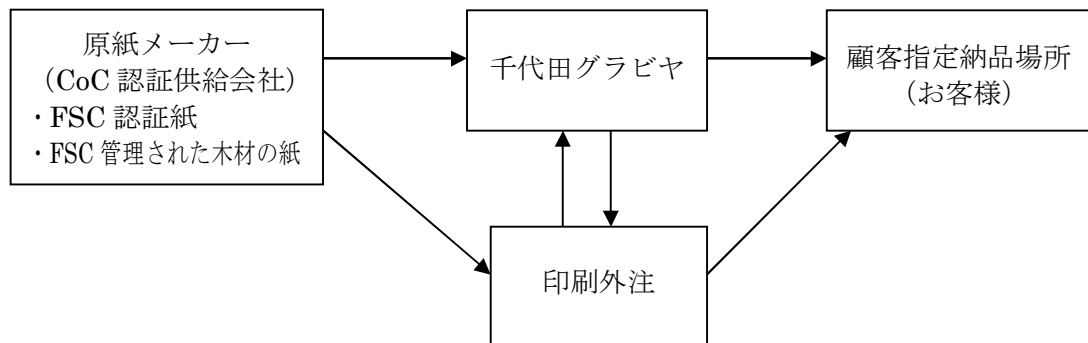 原紙メーカー
（CoC 認証供給会社）
・FSC 認証紙
・FSC 管理された木材の紙
千代田グラビヤ
顧客指定納品場所
（お客様）
印刷外注